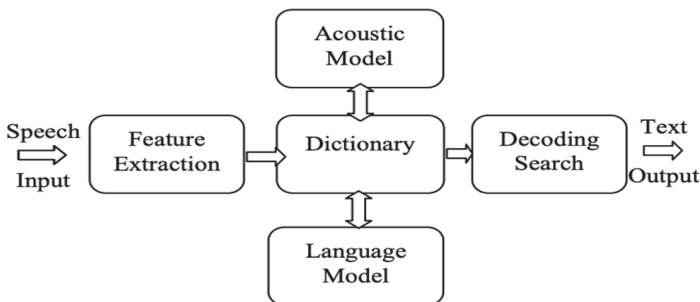 Acoustic
Model
Speech
Input
Feature
Extraction
Dictionary
Decoding
Search
Text
Output
Language
Model